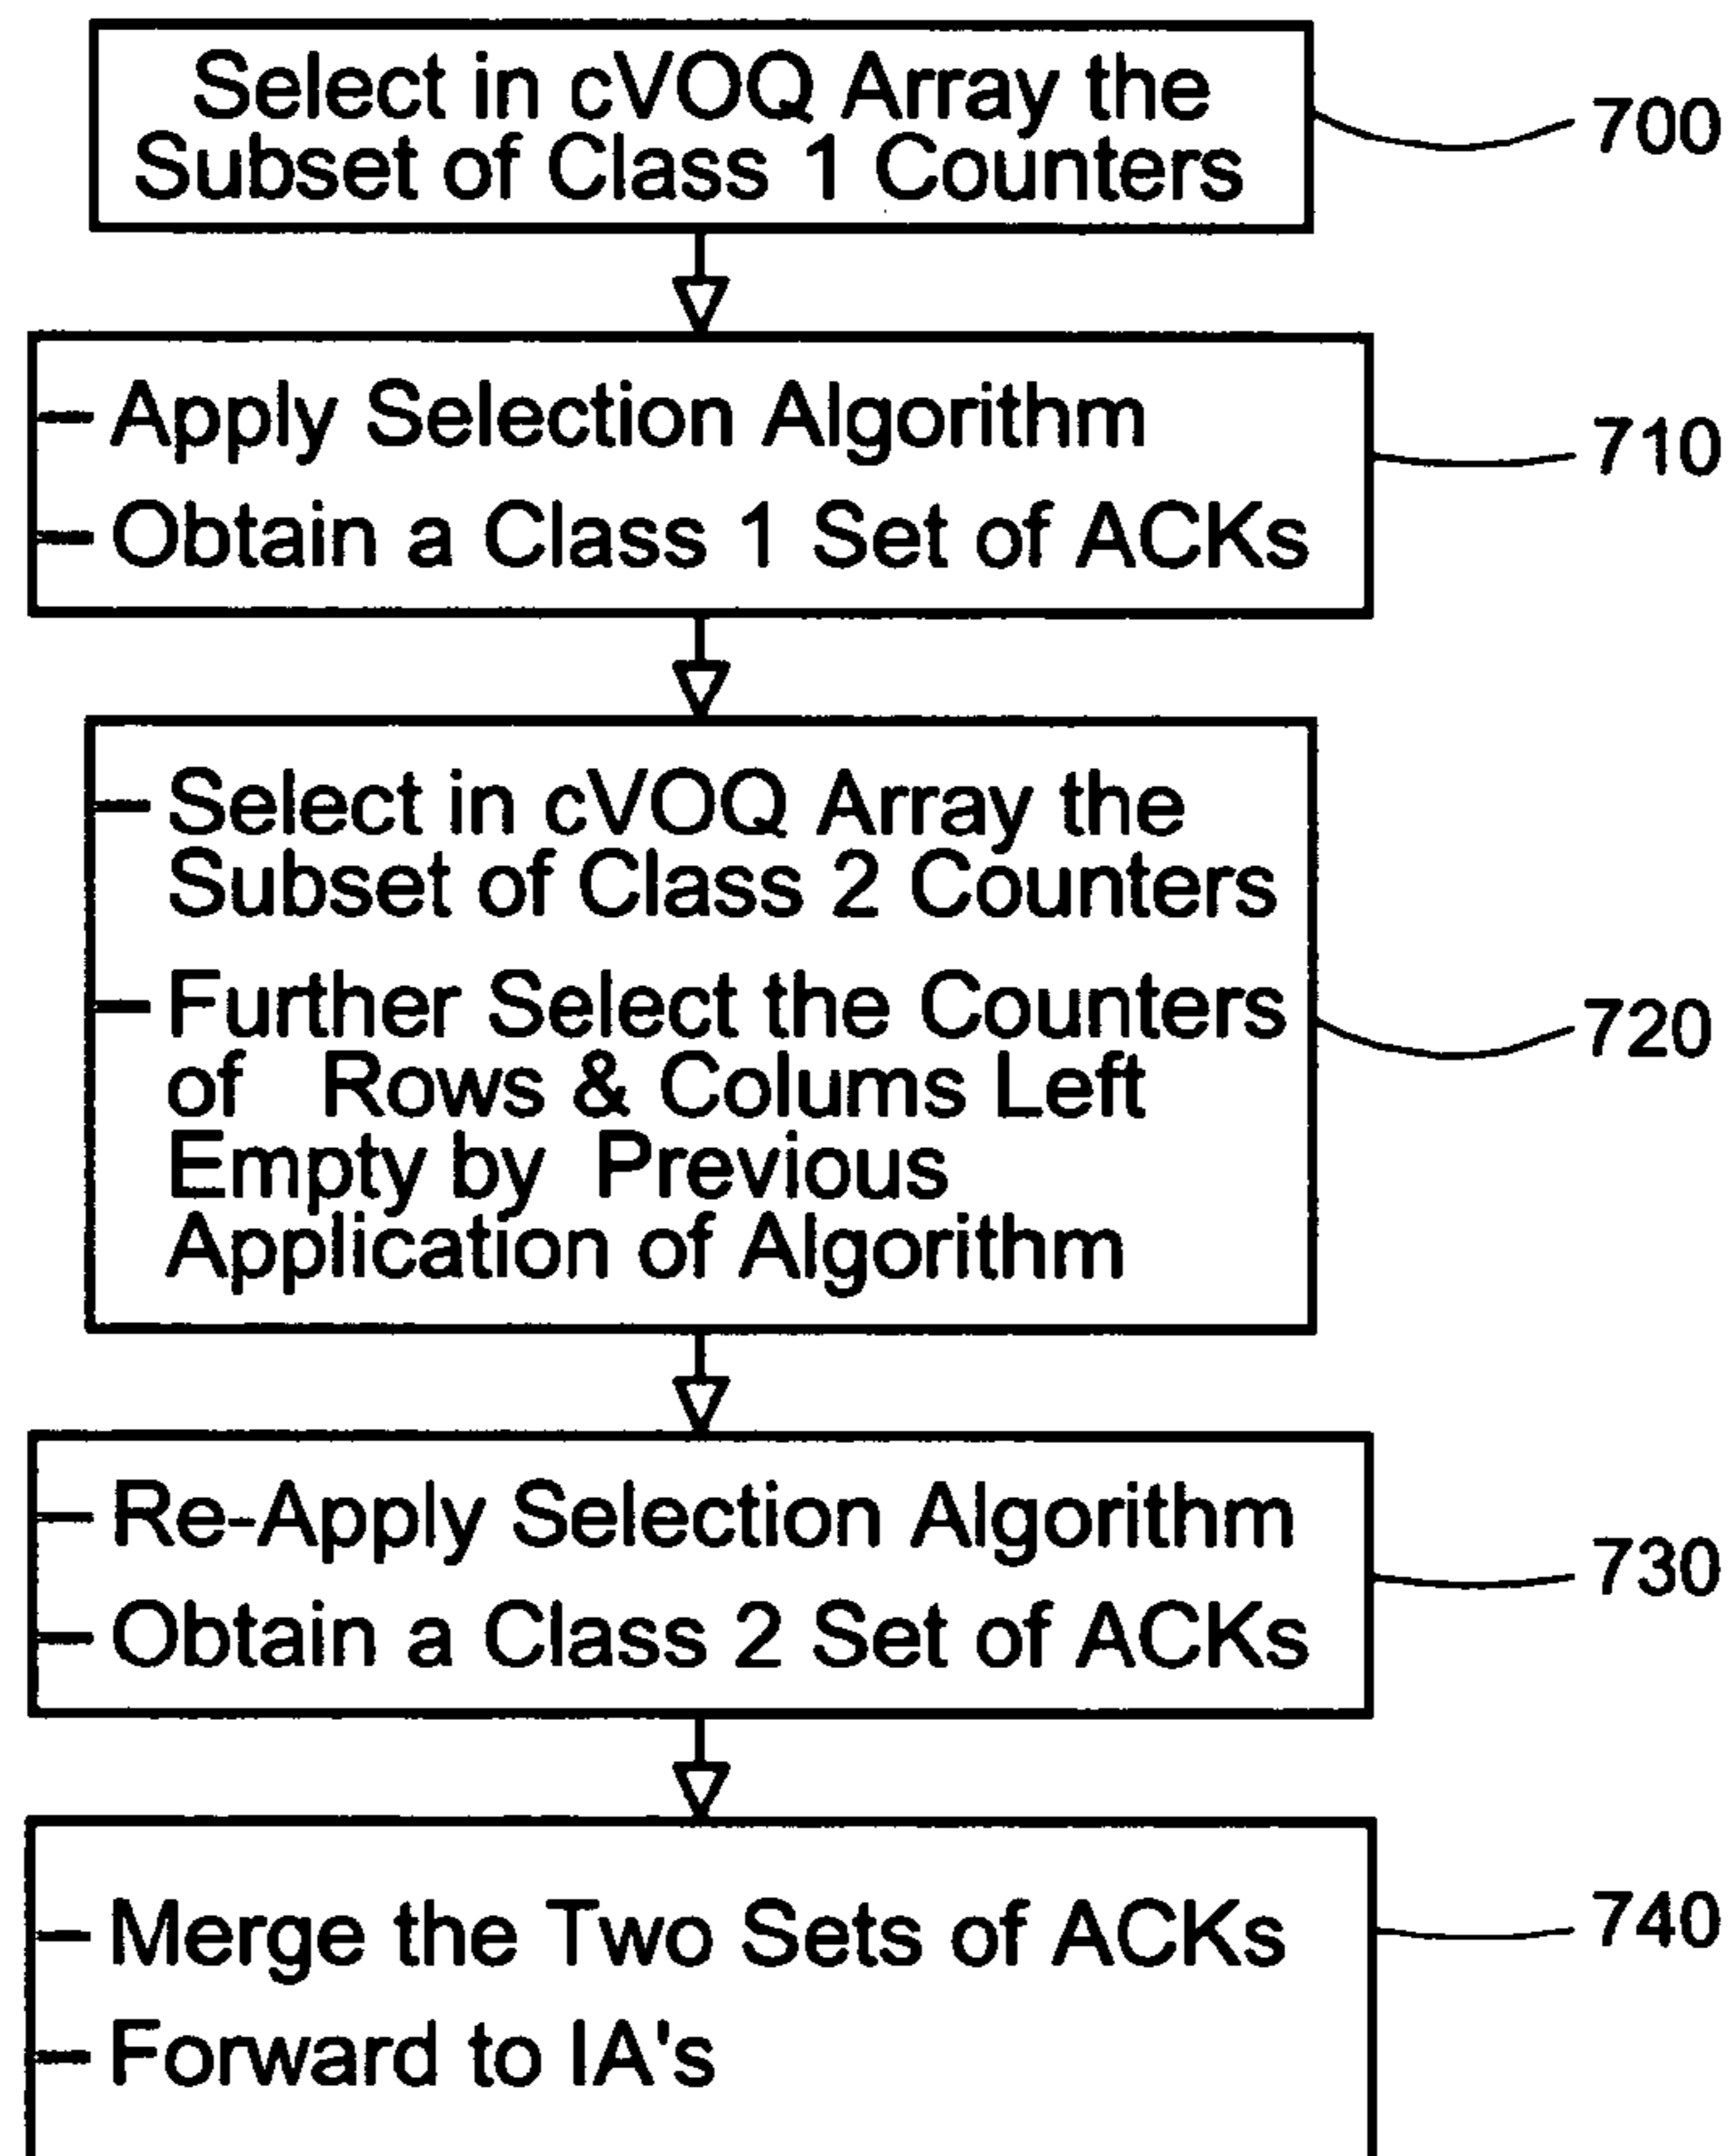 Select in cVOQ Array the
Subset of Class 1 Counters
700
- Apply Selection Algorithm
- Obtain a Class 1 Set of ACKs
710
- Select in cVOQ Array the
Subset of Class 2 Counters
- Further Select the Counters
of Rows & Colums Left
Empty by Previous
Application of Algorithm
720
- Re-Apply Selection Algorithm
- Obtain a Class 2 Set of ACKs
730
- Merge the Two Sets of ACKs
- Forward to IA's
740